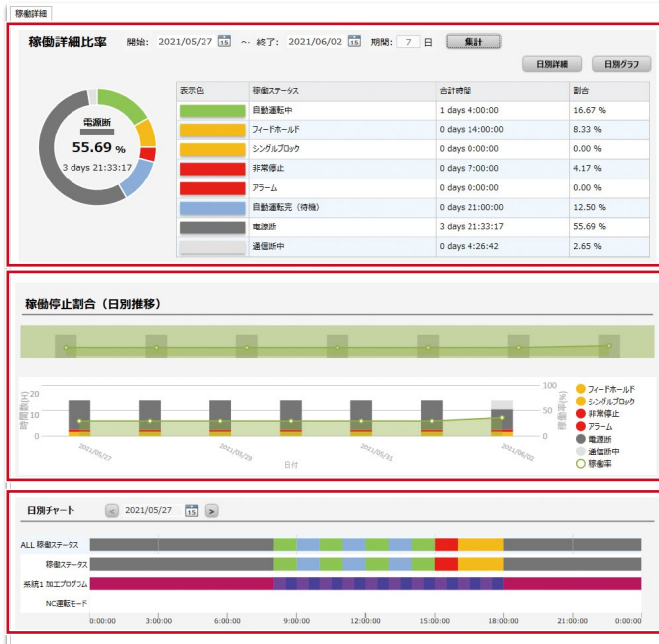 稼働詳細
稼働詳細比率 開始: 2021/05/27 15 ~ 終了: 2021/06/02 15 期間: 7 日 集計
日別詳細 日別グラフ
電源断
55.69 %
3 days 21:33:17
表示色 稼働ステータス 合計時間 割合
自動運転中 1 days 4:00:00 16.67 %
フィードホールド 0 days 14:00:00 8.33 %
シングルブロック 0 days 0:00:00 0.00 %
非常停止 0 days 7:00:00 4.17 %
アラーム 0 days 0:00:00 0.00 %
自動運転完(待機) 0 days 21:00:00 12.50 %
電源断 3 days 21:33:17 55.69 %
通信断中 0 days 4:26:42 2.65 %
稼働停止割合(日別推移)
時間数(H)
20
10
0
100
50
0
稼働率(%)
2021/05/27 2021/05/29 2021/05/31 2021/06/02
日付
フィードホールド
シングルブロック
非常停止
アラーム
電源断
通信断中
稼働率
日別チャート < 2021/05/27 15 >
ALL 稼働ステータス
稼働ステータス
系統1 加工プログラム
NC運転モード
0:00:00 3:00:00 6:00:00 9:00:00 12:00:00 15:00:00 18:00:00 21:00:00 0:00:00